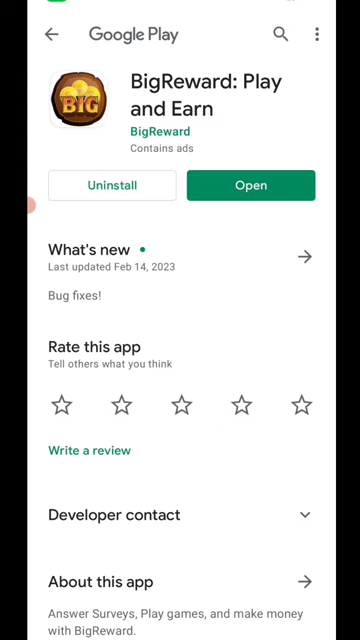 Google Play
BIG
BigReward: Play
and Earn
BigReward
Contains ads
Uninstall
Open
What's new
Last updated Feb 14, 2023
Bug fixes!
Rate this app
Tell others what you think
Write a review
Developer contact
About this app
Answer Surveys, Play games, and make money
with BigReward.